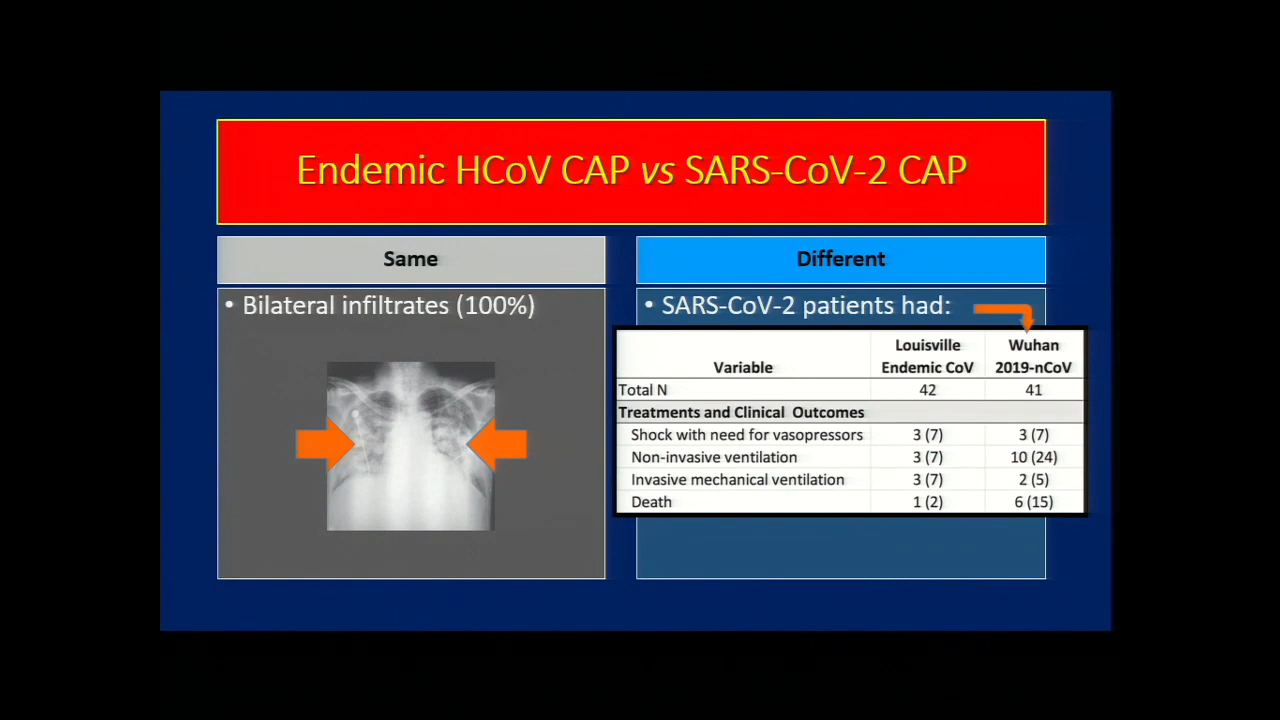 Endemic HCoV CAP vs SARS-CoV-2 CAP
Same
• Bilateral infiltrates (100%)
Different
• SARS-CoV-2 patients had:
Variable Louisville Endemic CoV Wuhan 2019-nCoV
Total N 42 41
Treatments and Clinical Outcomes
Shock with need for vasopressors 3 (7) 3 (7)
Non-invasive ventilation 3 (7) 10 (24)
Invasive mechanical ventilation 3 (7) 2 (5)
Death 1 (2) 6 (15)